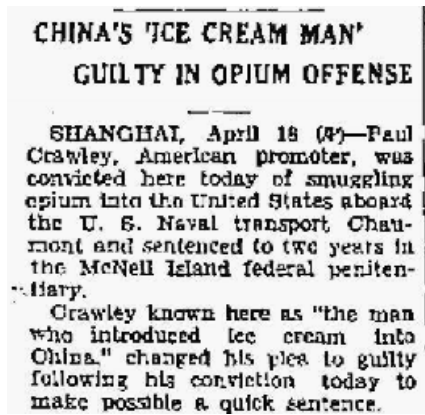 CHINA'S 'ICE CREAM MAN'
GUILTY IN OPIUM OFFENSE
SHANGHAI, April 18 (AP)—Paul
Crawley, American promoter, was
convicted here today of smuggling
opium into the United States aboard
the U. S. Naval transport Chau-
mont and sentenced to two years in
the McNeil Island federal peniten-
tiary.
Crawley known here as "the man
who introduced ice cream into
China," changed his plea to guilty
following his conviction today to
make possible a quick sentence.